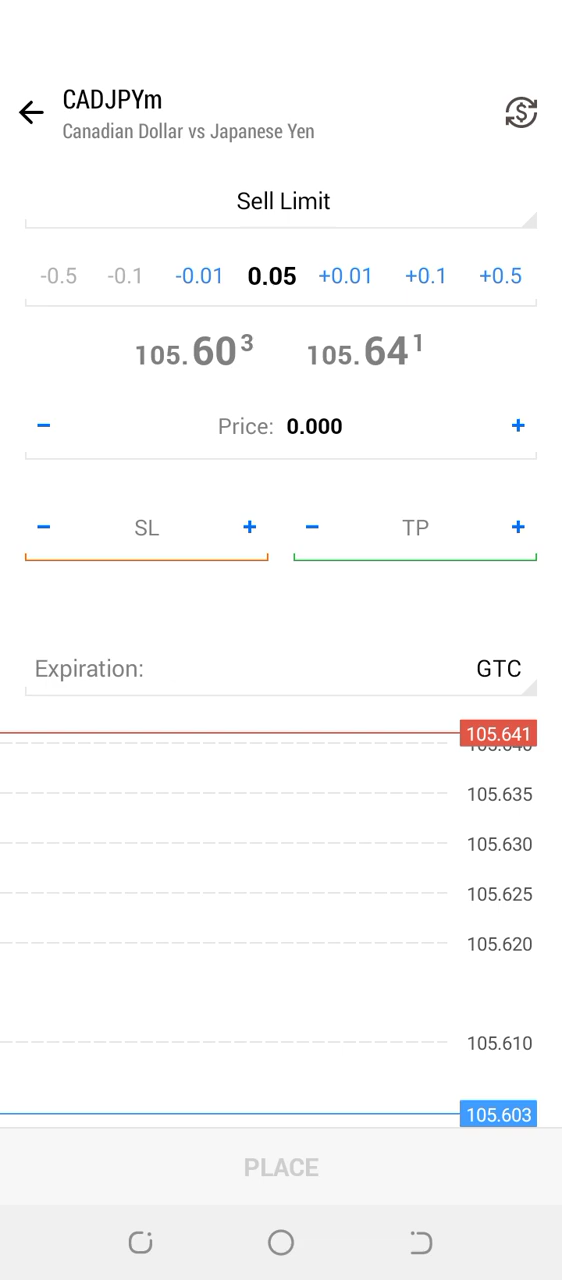 CADJPYm
Canadian Dollar vs Japanese Yen
Sell Limit
-0.5 -0.1 -0.01 0.05 +0.01 +0.1 +0.5
105.603 105.641
- Price: 0.000 +
- SL + - TP +
Expiration: GTC
105.641
105.635
105.630
105.625
105.620
105.610
105.603
PLACE